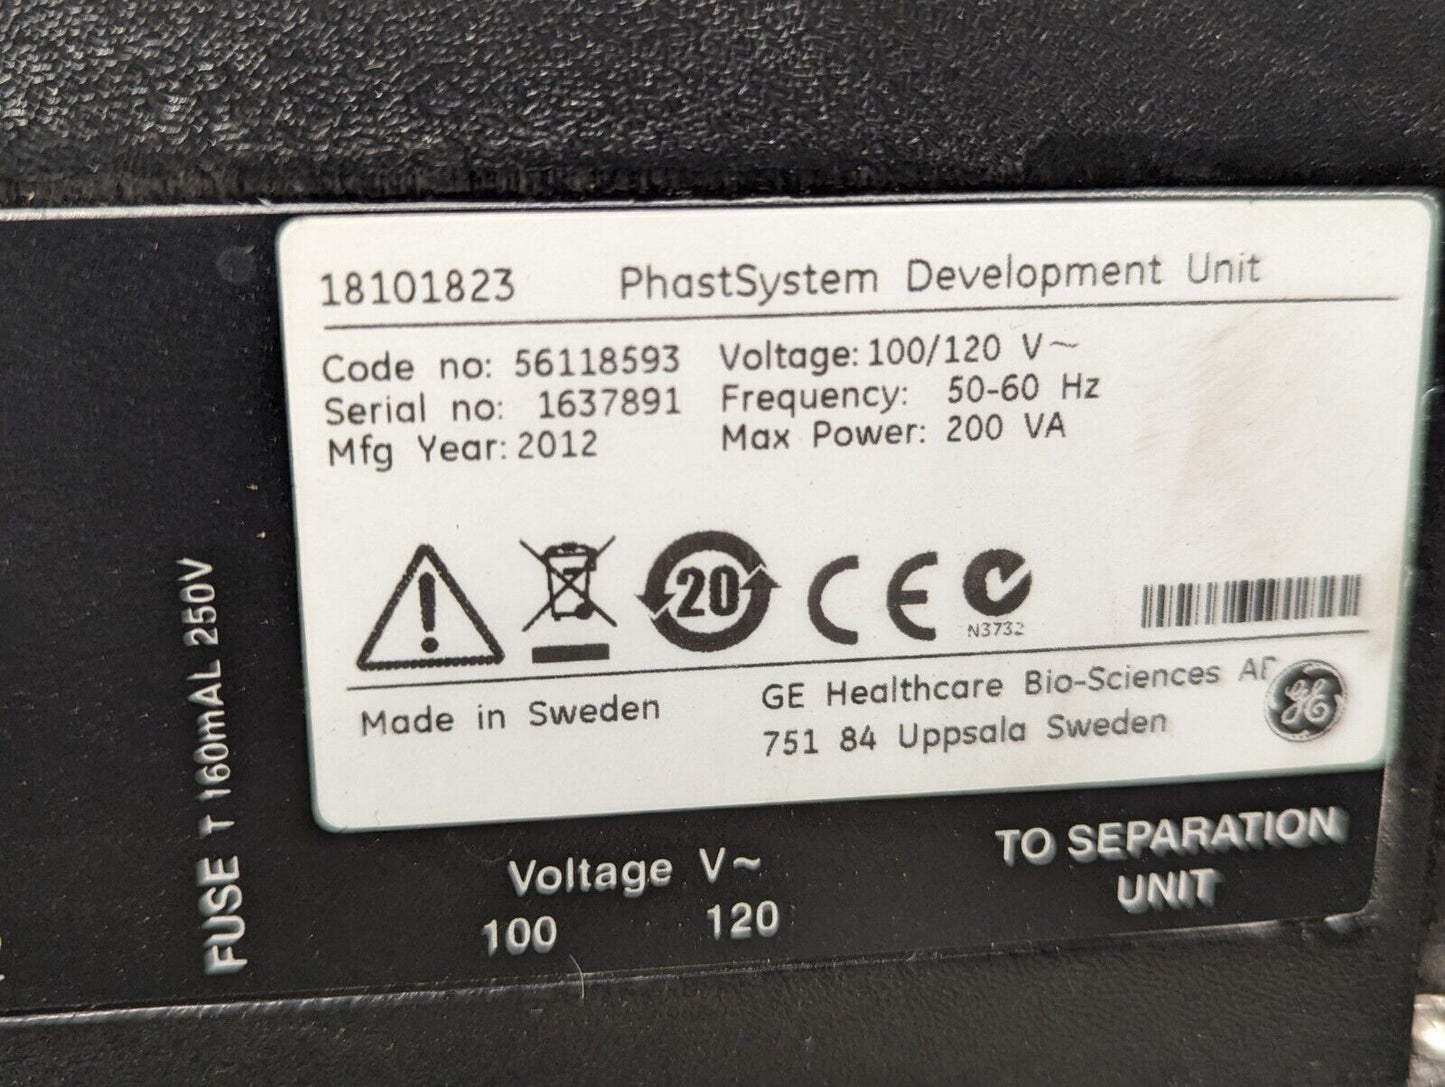 18101823 PhastSystem Development Unit
Code no: 56118593 Voltage: 100/120 V~
Serial no: 1637891 Frequency: 50-60 Hz
Mfg Year: 2012 Max Power: 200 VA
20
CE
N3732
Made in Sweden
GE Healthcare Bio-Sciences
751 84 Uppsala Sweden
GE
FUSE T 160mAL 250V
Voltage V~
100 120
TO SEPARATION
UNIT